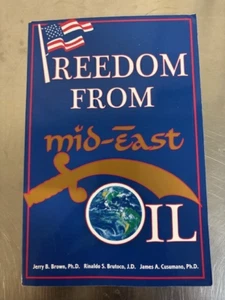 FREEDOM
FROM
mid-East
OIL
Jerry B. Brown, Ph.D. Rinaldo S. Brutoco, J.D. James A. Cusumano, Ph.D.